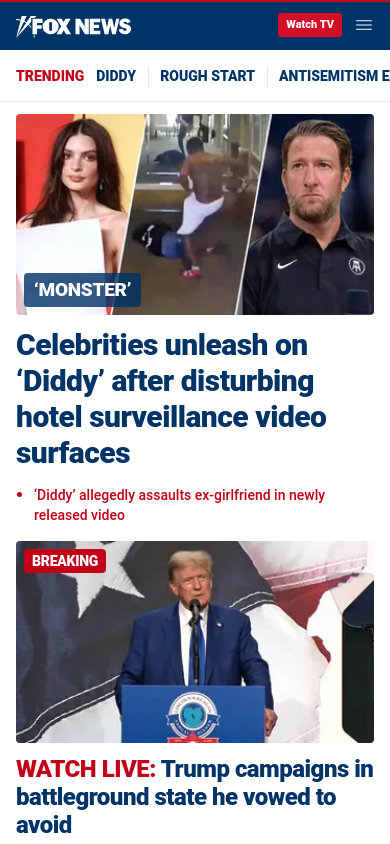 FOX NEWS
Watch TV
TRENDING DIDDY ROUGH START ANTISEMITISM E
‘MONSTER’
Celebrities unleash on
‘Diddy’ after disturbing
hotel surveillance video
surfaces
‘Diddy’ allegedly assaults ex-girlfriend in newly
released video
BREAKING
WATCH LIVE: Trump campaigns in
battleground state he vowed to
avoid